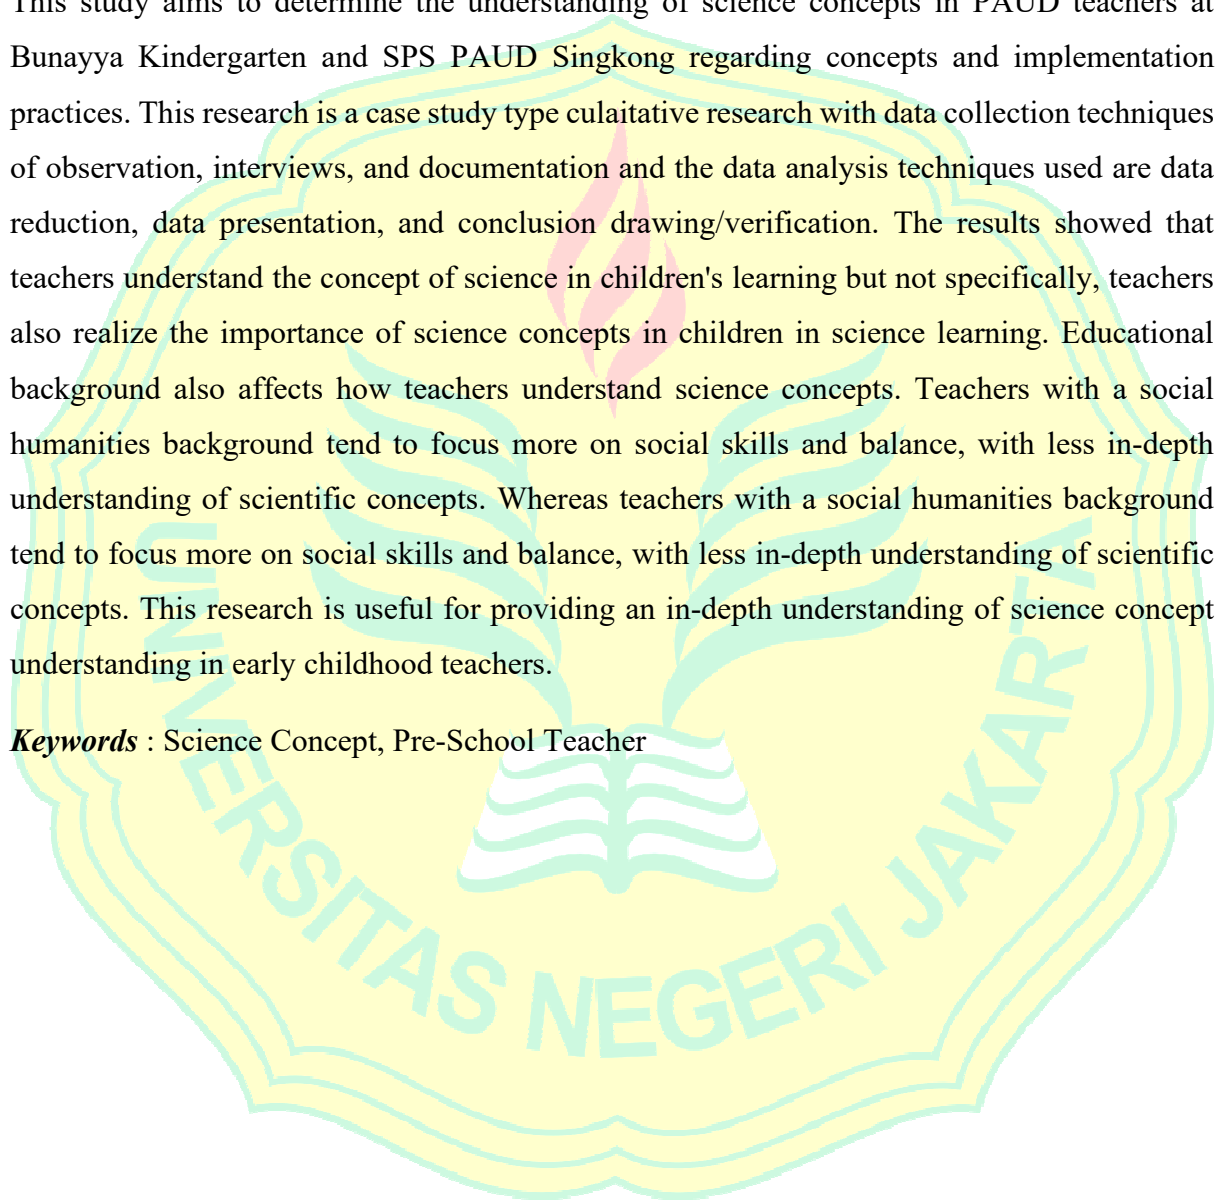 This study aims to determine the understanding of science concepts in PAUD teachers at
Bunayya Kindergarten and SPS PAUD Singkong regarding concepts and implementation
practices. This research is a case study type culaitative research with data collection techniques
of observation, interviews, and documentation and the data analysis techniques used are data
reduction, data presentation, and conclusion drawing/verification. The results showed that
teachers understand the concept of science in children's learning but not specifically, teachers
also realize the importance of science concepts in children in science learning. Educational
background also affects how teachers understand science concepts. Teachers with a social
humanities background tend to focus more on social skills and balance, with less in-depth
understanding of scientific concepts. Whereas teachers with a social humanities background
tend to focus more on social skills and balance, with less in-depth understanding of scientific
concepts. This research is useful for providing an in-depth understanding of science concept
understanding in early childhood teachers.
Keywords : Science Concept, Pre-School Teacher
UNIVERSITAS NEGERI JAKARTA